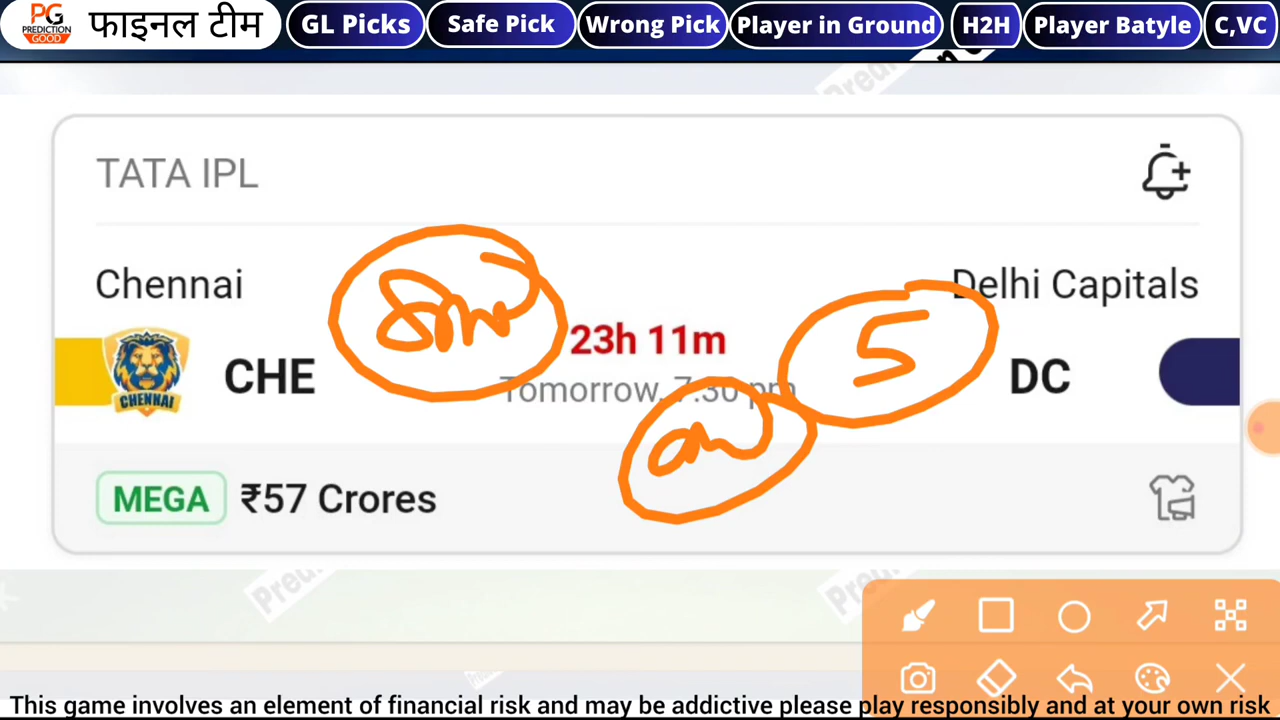 PG
PREDICTION
GOOD
फाइनल टीम
GL Picks
Safe Pick
Wrong Pick
Player in Ground
H2H
Player Batyle
C,VC
TATA IPL
Chennai
Delhi Capitals
CHENNAI
CHE
23h 11m
Tomorrow, 7:30 pm
5
DC
MEGA
₹57 Crores
This game involves an element of financial risk and may be addictive please play responsibly and at your own risk